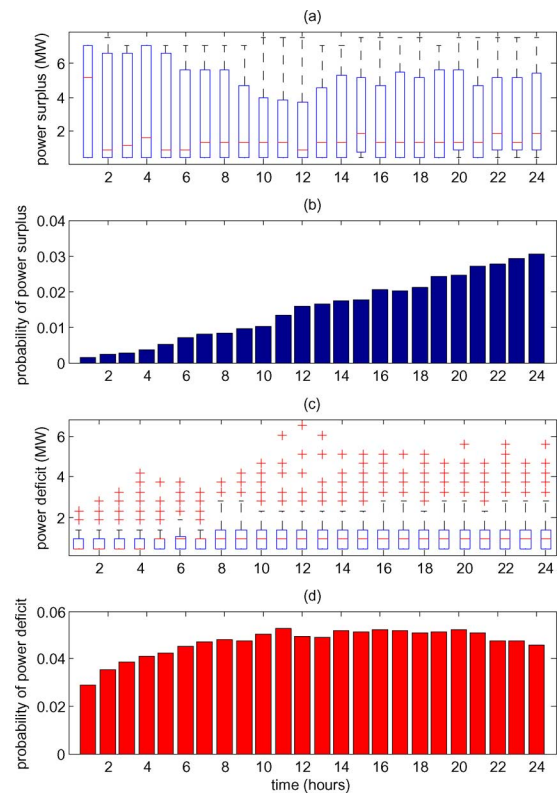 (a)
power surplus (MW)
6
4
2
2 4 6 8 10 12 14 16 18 20 22 24
(b)
probability of power surplus
0.04
0.03
0.02
0.01
0
2 4 6 8 10 12 14 16 18 20 22 24
(c)
power deficit (MW)
6
4
2
2 4 6 8 10 12 14 16 18 20 22 24
(d)
probability of power deficit
0.06
0.04
0.02
0
2 4 6 8 10 12 14 16 18 20 22 24
time (hours)